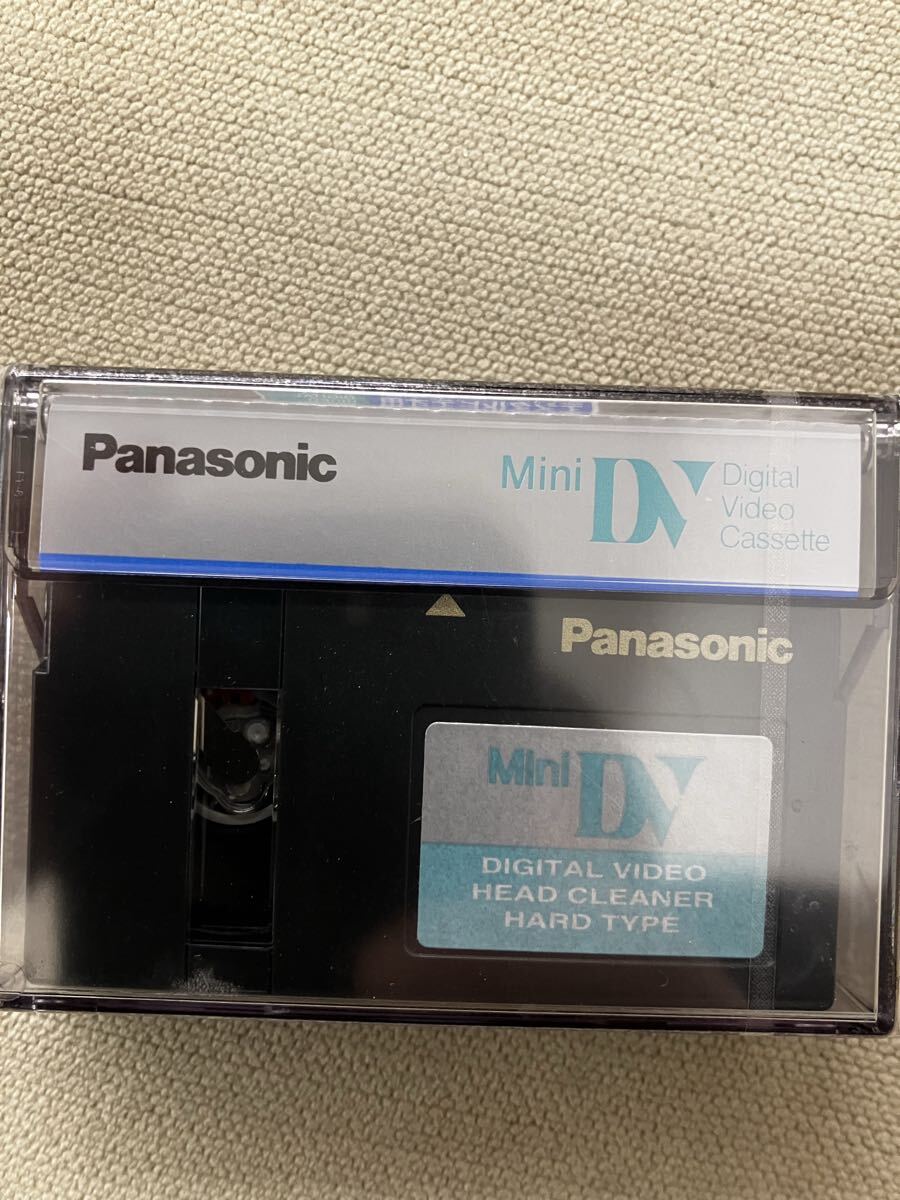 Panasonic
Mini DV Digital
Video
Cassette
Panasonic
Mini DV
DIGITAL VIDEO
HEAD CLEANER
HARD TYPE